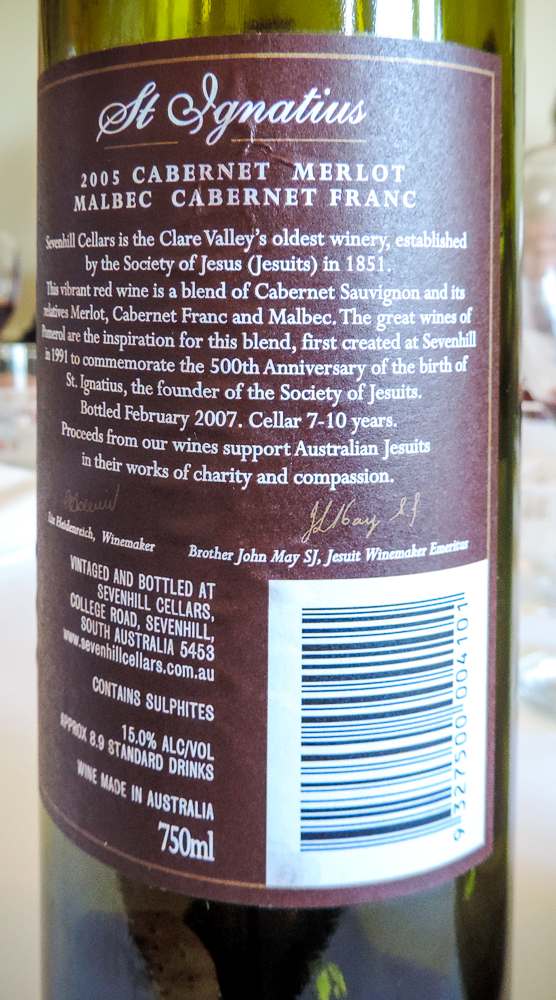 St Ignatius
2005 CABERNET MERLOT
MALBEC CABERNET FRANC
Sevenhill Cellars is the Clare Valley's oldest winery, established
by the Society of Jesus (Jesuits) in 1851.
This vibrant red wine is a blend of Cabernet Sauvignon and its
relatives Merlot, Cabernet Franc and Malbec. The great wines of
Pomerol are the inspiration for this blend, first created at Sevenhill
in 1991 to commemorate the 500th Anniversary of the birth of
St. Ignatius, the founder of the Society of Jesuits.
Bottled February 2007. Cellar 7-10 years.
Proceeds from our wines support Australian Jesuits
in their works of charity and compassion.
JLMay SJ
Heidenreich, Winemaker
Brother John May SJ, Jesuit Winemaker Emeritus
VINTAGED AND BOTTLED AT
SEVENHILL CELLARS,
COLLEGE ROAD, SEVENHILL,
SOUTH AUSTRALIA 5453
www.sevenhillcellars.com.au
CONTAINS SULPHITES
15.0% ALC/VOL
APPROX 8.9 STANDARD DRINKS
WINE MADE IN AUSTRALIA
750ml
9 327500 004101